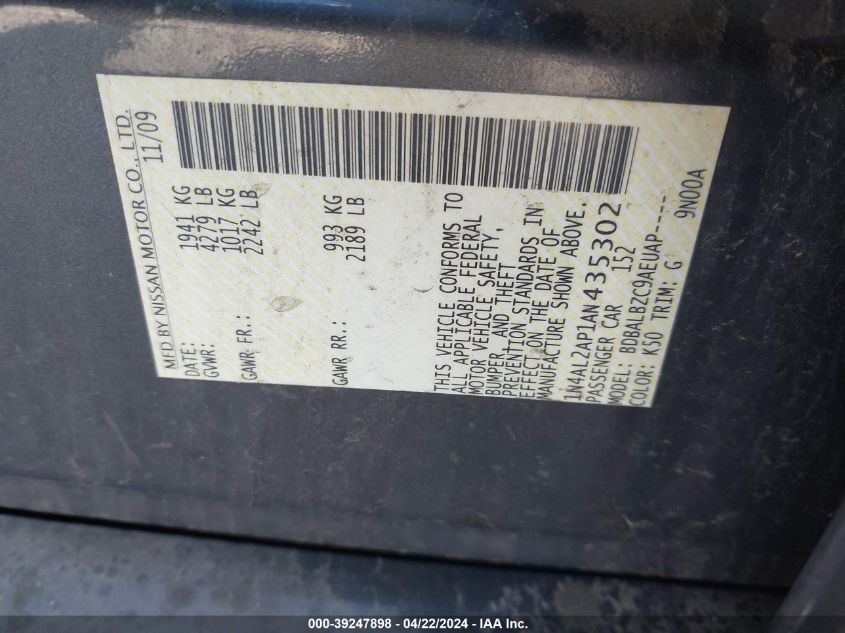 MFD BY NISSAN MOTOR CO., LTD.
DATE: 11/09
GVWR: 1941 KG
4279 LB
GAWR FR.: 1017 KG
2242 LB
GAWR RR.: 993 KG
2189 LB
THIS VEHICLE CONFORMS TO
ALL APPLICABLE FEDERAL
MOTOR VEHICLE SAFETY,
BUMPER, AND THEFT
PREVENTION STANDARDS IN
EFFECT ON THE DATE OF
MANUFACTURE SHOWN ABOVE.
1N4AL2AP1AN435302
PASSENGER CAR 152
MODEL: BDBALBZC9AEUAP----
COLOR: K50 TRIM: G 9N00A
000-39247898 - 04/22/2024 - IAA Inc.